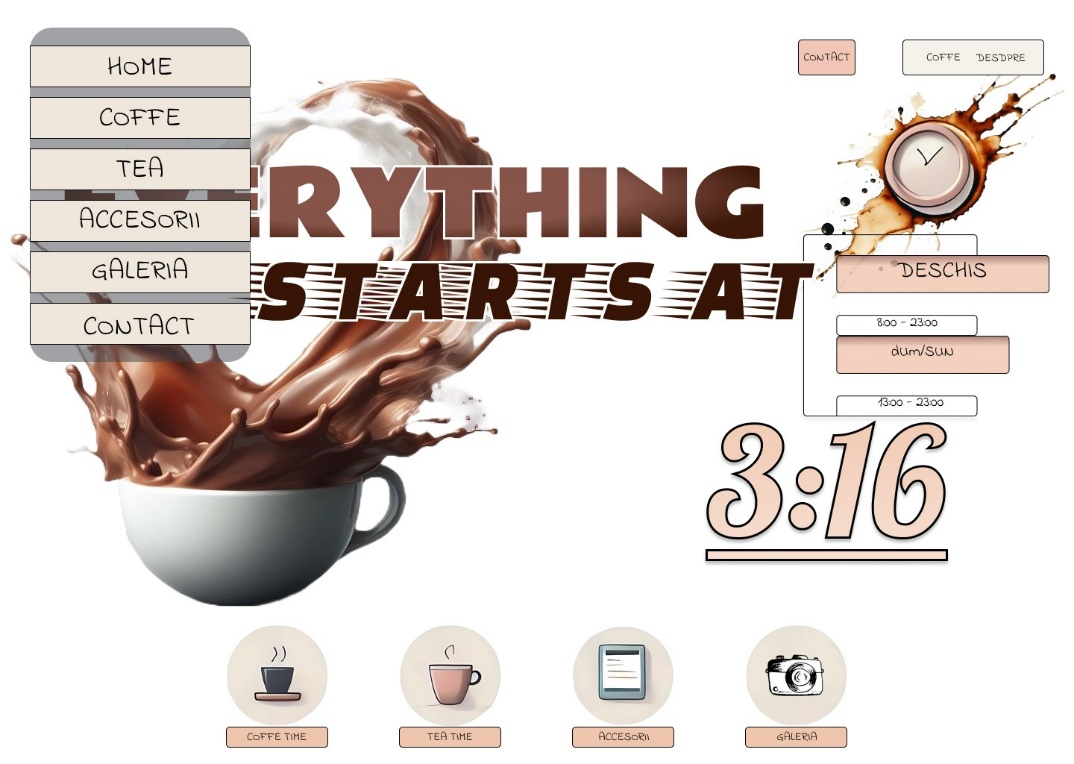 HOME
COFFE
TEA
ACCESORII
GALERIA
CONTACT
CONTACT
COFFE DESDPRE
EVERYTHING
STARTS AT
DESCHIS
8:00 - 23:00
dum/SUN
13:00 - 23:00
3:16
COFFE TIME
TEA TIME
ACCESORII
GALERIA